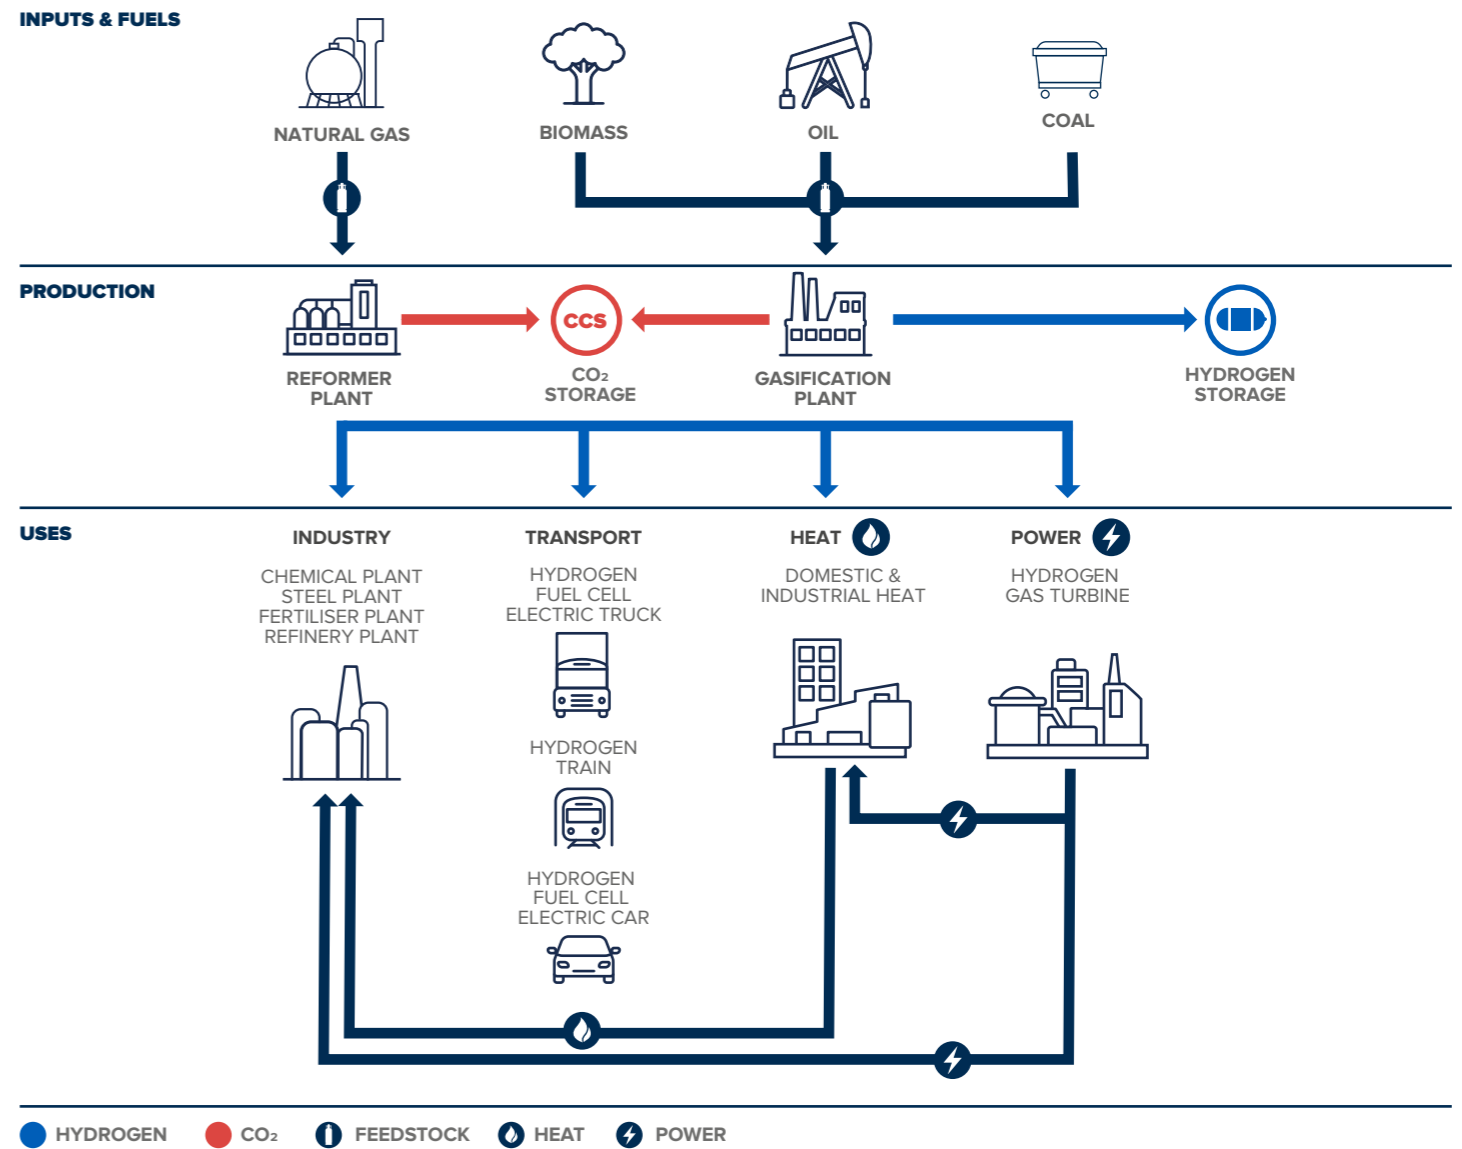 INPUTS & FUELS
NATURAL GAS
BIOMASS
OIL
COAL
PRODUCTION
CCS
REFORMER
PLANT
CO₂
STORAGE
GASIFICATION
PLANT
HYDROGEN
STORAGE
USES
INDUSTRY
CHEMICAL PLANT
STEEL PLANT
FERTILISER PLANT
REFINERY PLANT
TRANSPORT
HYDROGEN
FUEL CELL
ELECTRIC TRUCK
HYDROGEN
TRAIN
HYDROGEN
FUEL CELL
ELECTRIC CAR
HEAT
DOMESTIC &
INDUSTRIAL HEAT
POWER
HYDROGEN
GAS TURBINE
HYDROGEN
CO₂
FEEDSTOCK
HEAT
POWER